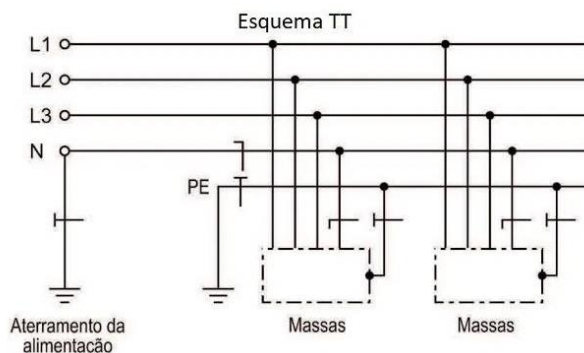 Esquema TT
L1
L2
L3
N
PE
Aterramento da
alimentação
Massas
Massas